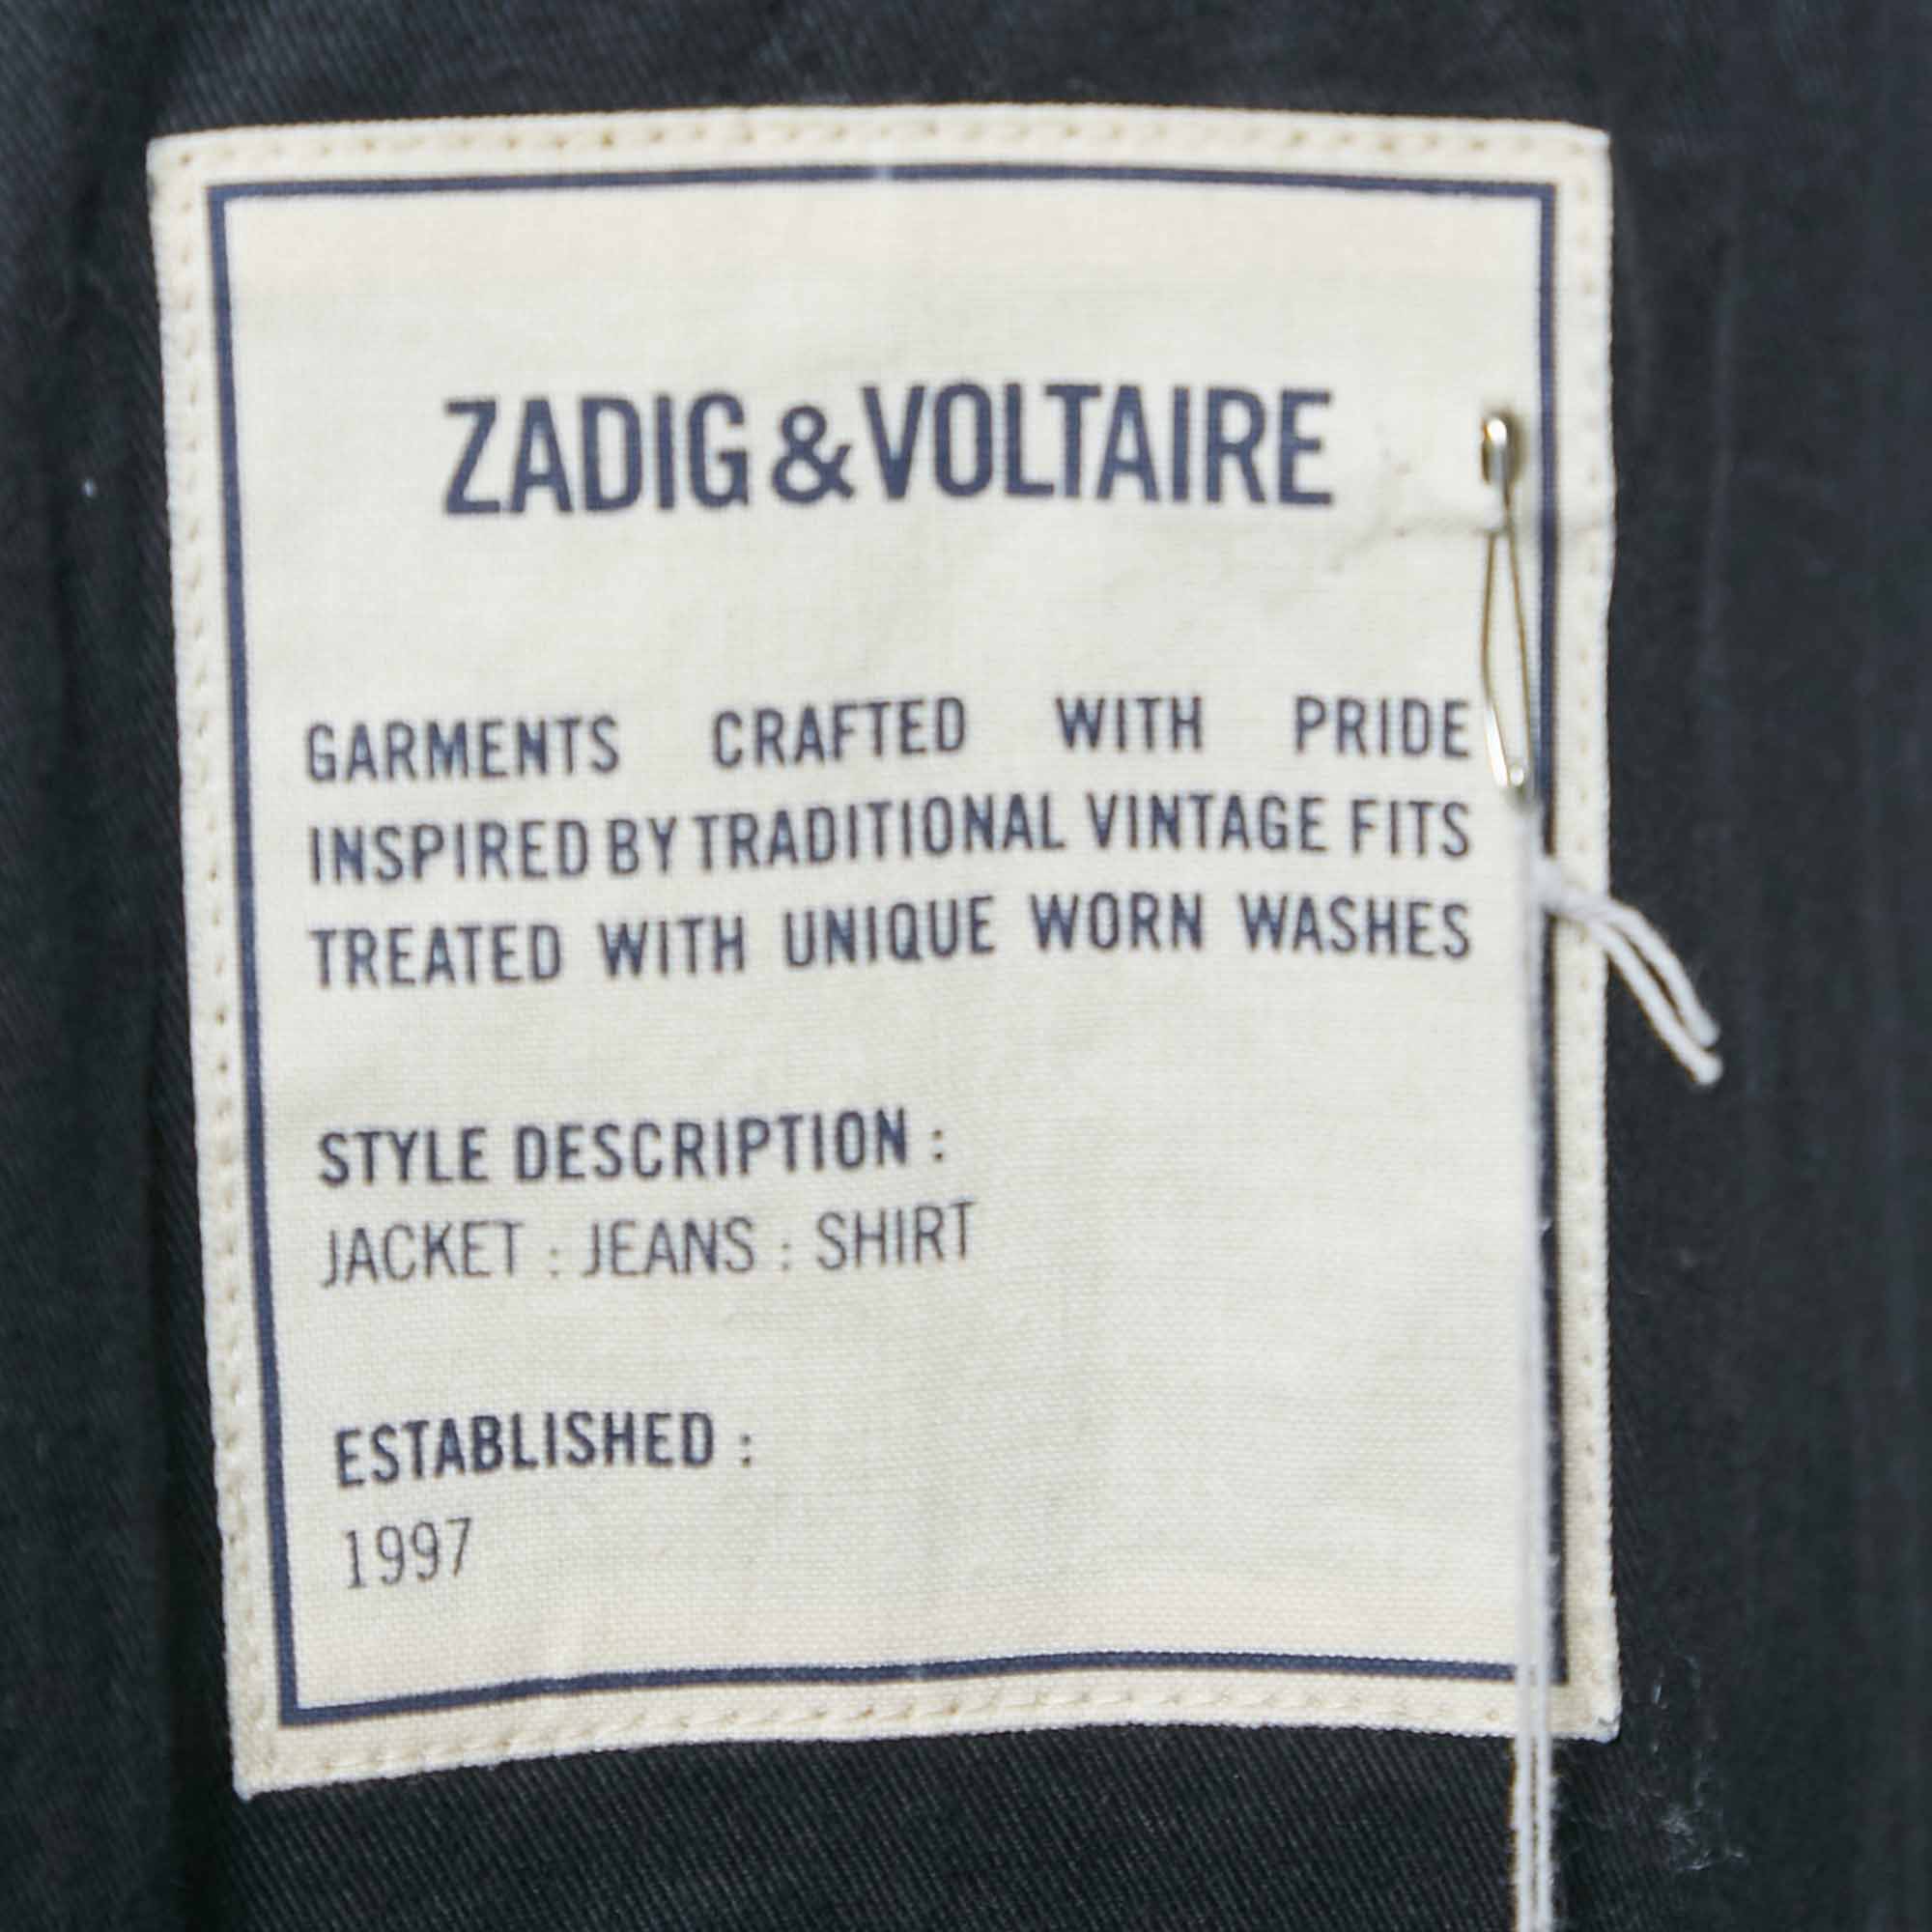 ZADIG&VOLTAIRE
GARMENTS CRAFTED WITH PRIDE
INSPIRED BY TRADITIONAL VINTAGE FITS
TREATED WITH UNIQUE WORN WASHES
STYLE DESCRIPTION :
JACKET : JEANS : SHIRT
ESTABLISHED :
1997